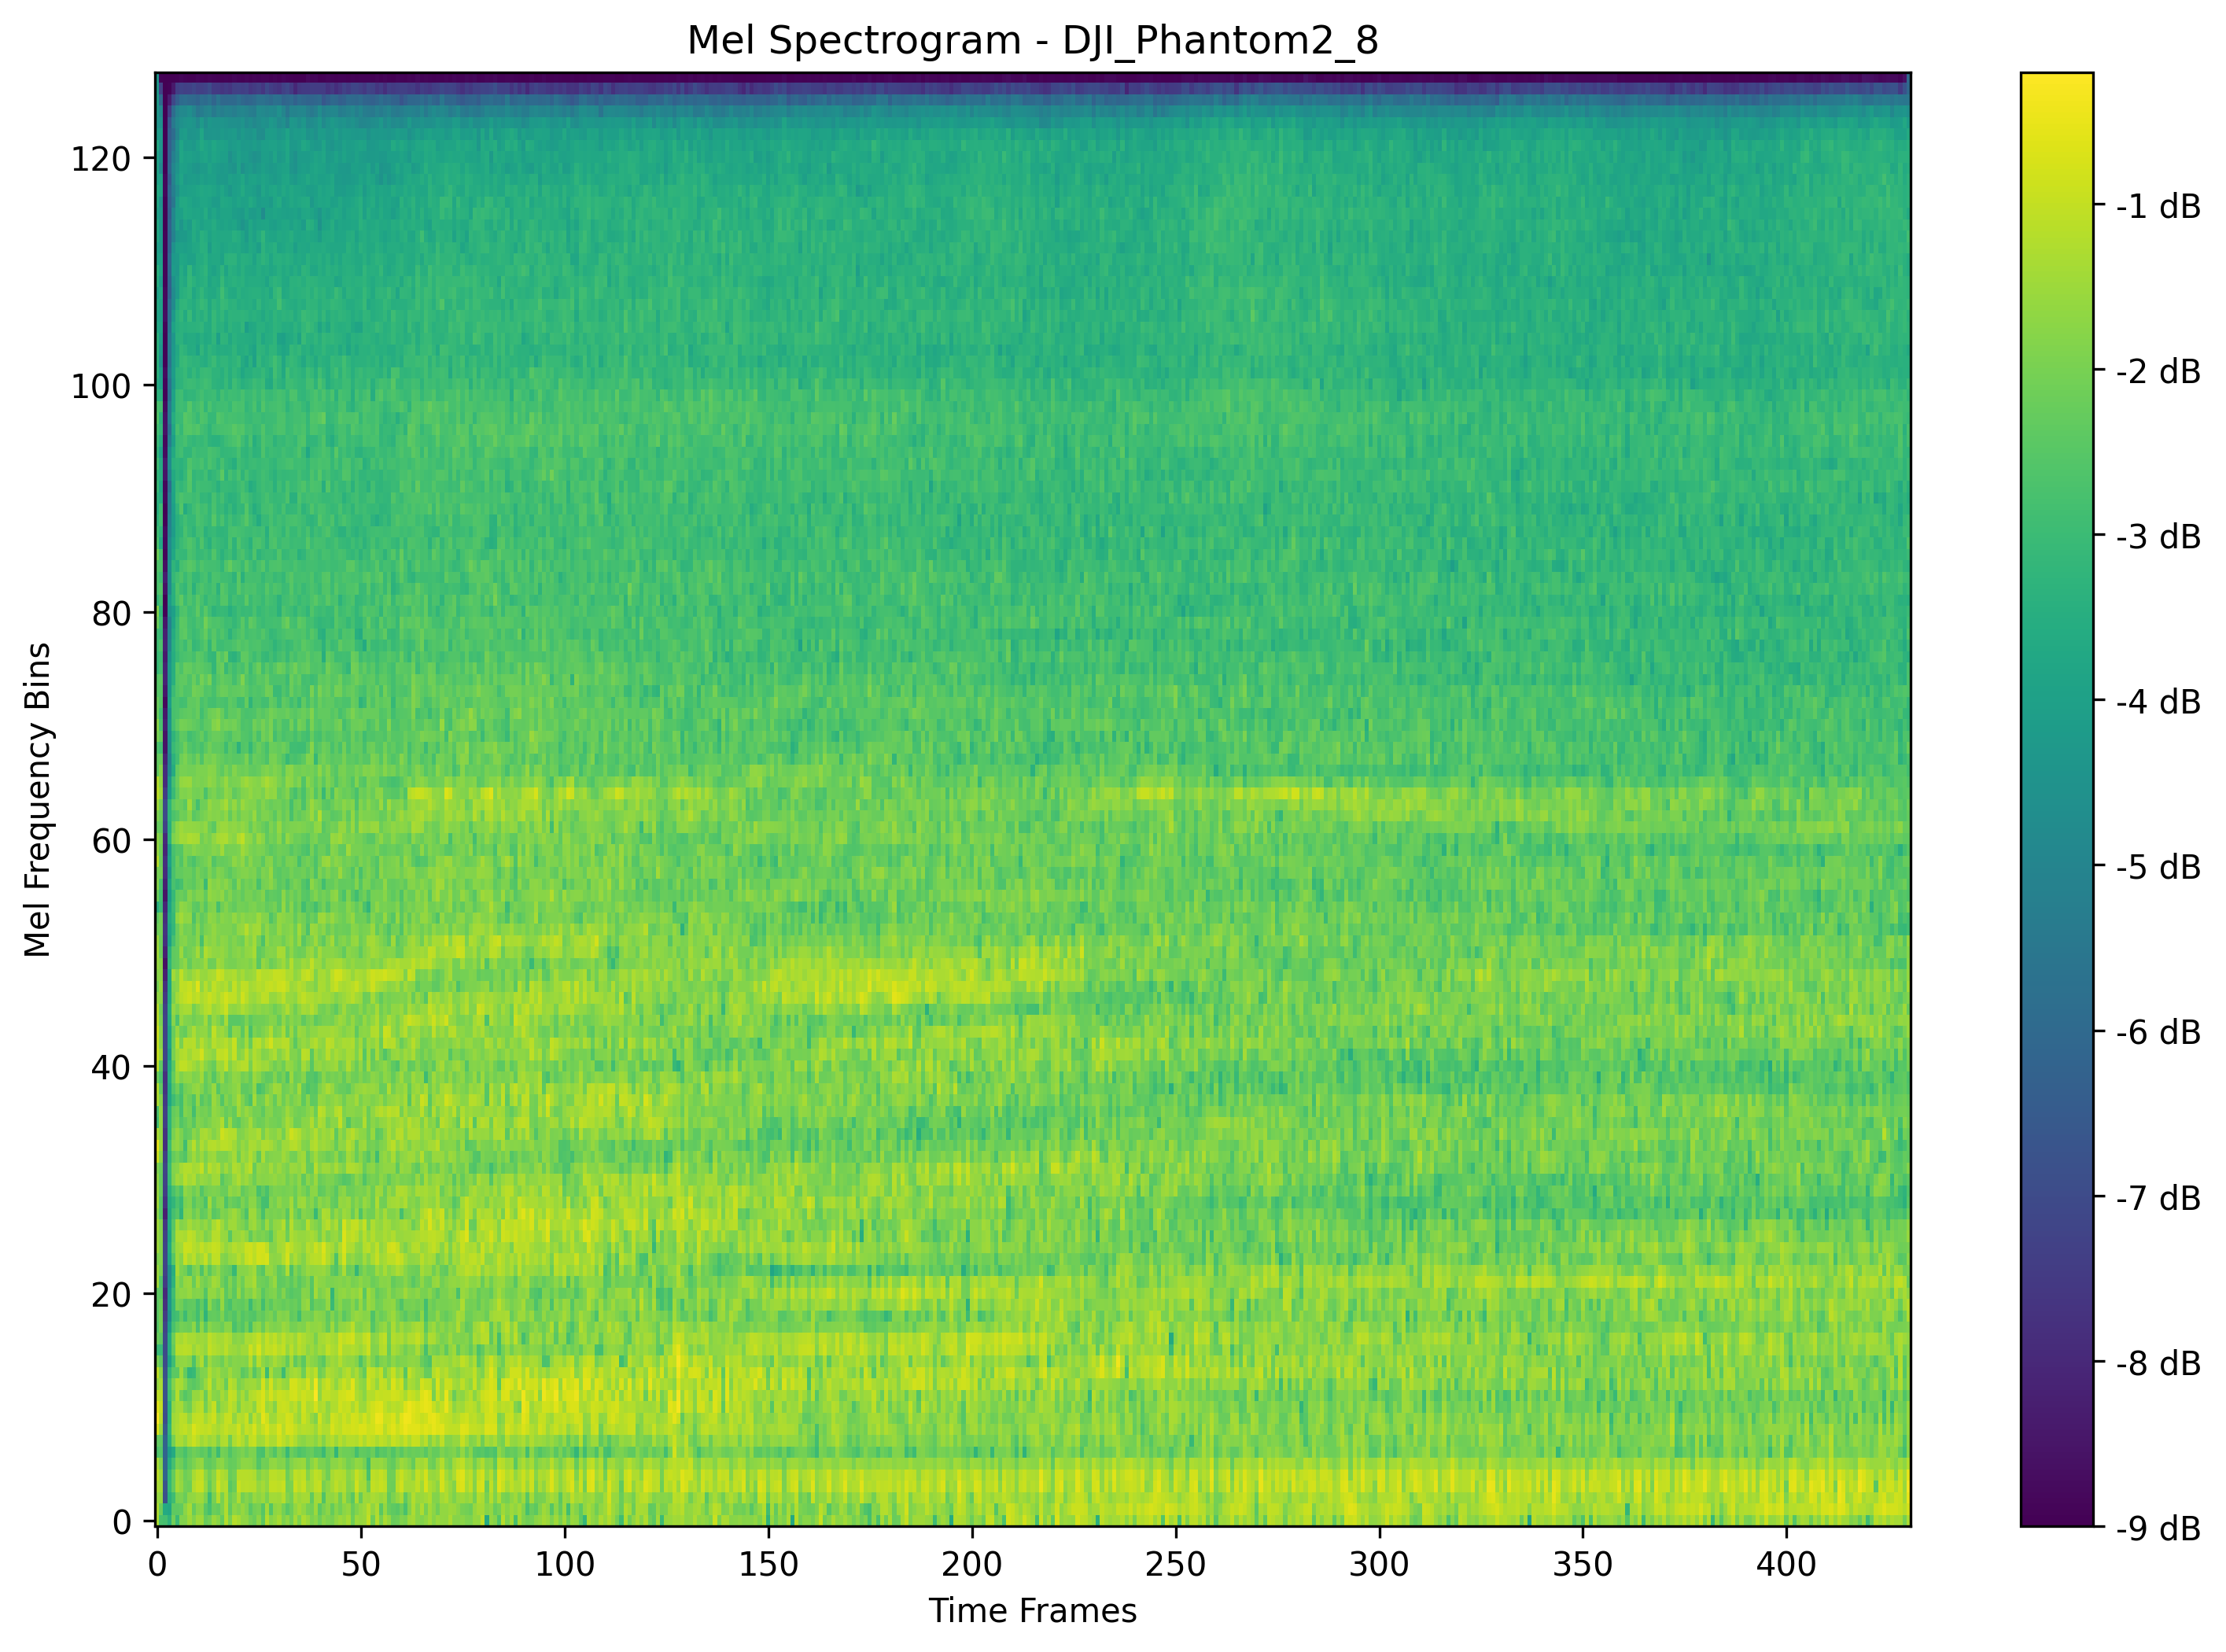 Mel Spectrogram - DJI_Phantom2_8
Mel Frequency Bins
120
100
80
60
40
20
0
0 50 100 150 200 250 300 350 400
Time Frames
-1 dB
-2 dB
-3 dB
-4 dB
-5 dB
-6 dB
-7 dB
-8 dB
-9 dB